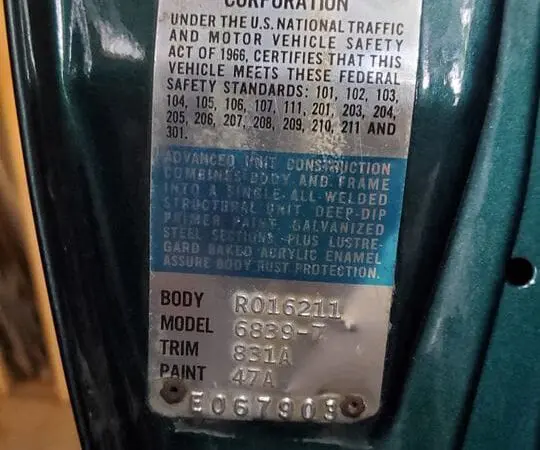 CORPORATION
UNDER THE U.S. NATIONAL TRAFFIC
AND MOTOR VEHICLE SAFETY
ACT OF 1966, CERTIFIES THAT THIS
VEHICLE MEETS THESE FEDERAL
SAFETY STANDARDS: 101, 102, 103,
104, 105, 106, 107, 111, 201, 203, 204,
205, 206, 207, 208, 209, 210, 211 AND
301.
ADVANCED UNIT CONSTRUCTION
COMBINES BODY AND FRAME
INTO A SINGLE ALL-WELDED
STRUCTURAL UNIT. DEEP-DIP
PRIMER PAINT, GALVANIZED
STEEL SECTIONS - PLUS LUSTRE-
GARD BAKED ACRYLIC ENAMEL
ASSURE BODY RUST PROTECTION.
BODY R016211
MODEL 6839-7
TRIM 831A
PAINT 47A
E067903